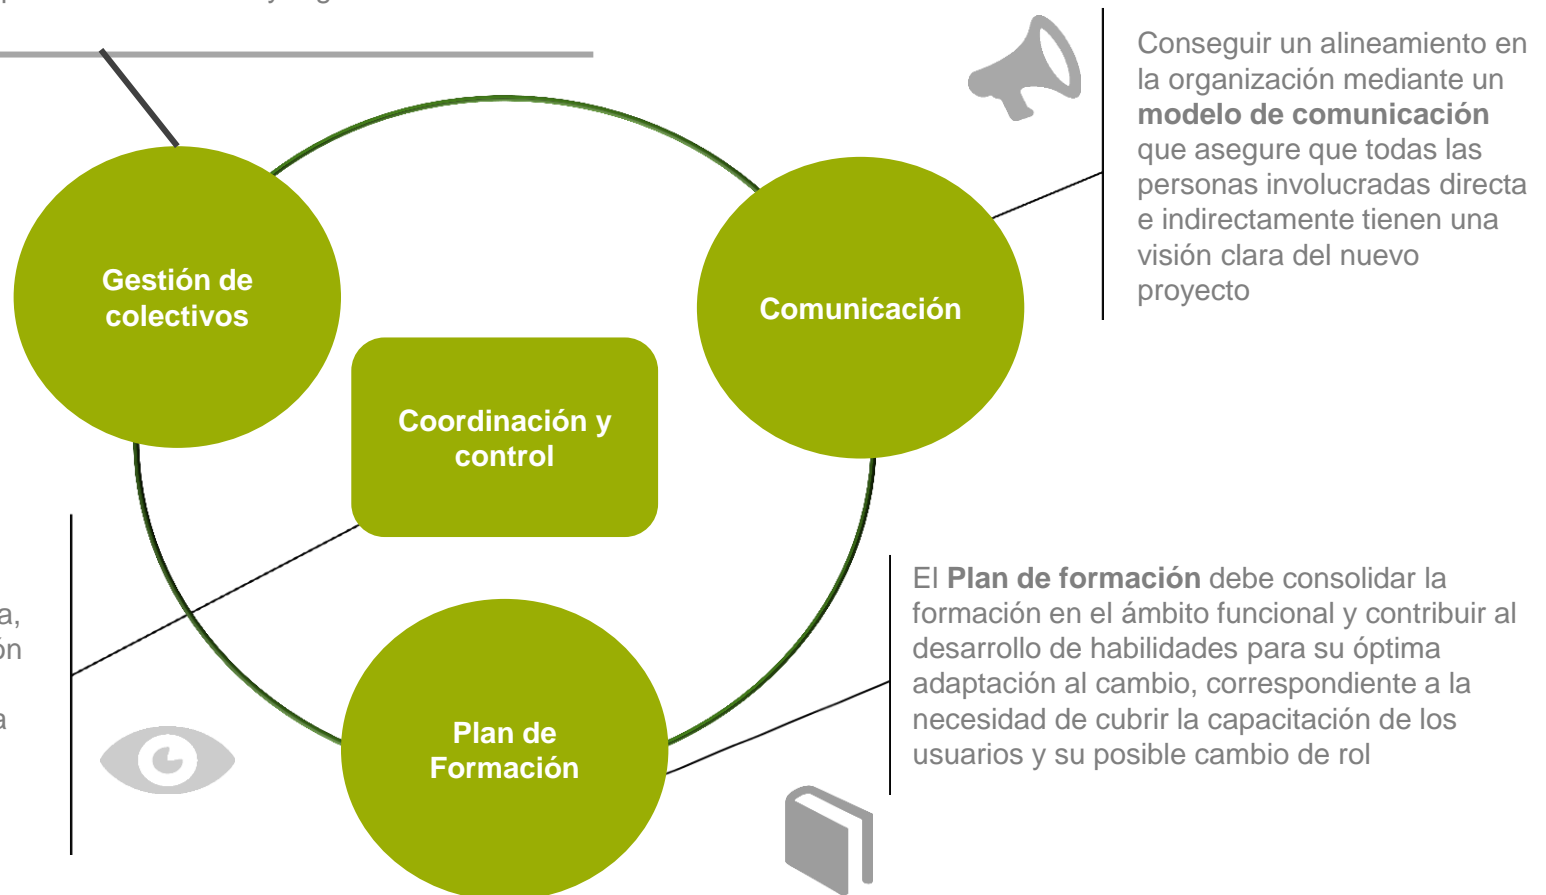 Conseguir un alineamiento en
la organización mediante un
modelo de comunicación
que asegure que todas las
personas involucradas directa
e indirectamente tienen una
visión clara del nuevo
proyecto
Gestión de
colectivos
Comunicación
Coordinación y
control
El Plan de formación debe consolidar la
formación en el ámbito funcional y contribuir al
desarrollo de habilidades para su óptima
adaptación al cambio, correspondiente a la
necesidad de cubrir la capacitación de los
usuarios y su posible cambio de rol
Plan de
Formación